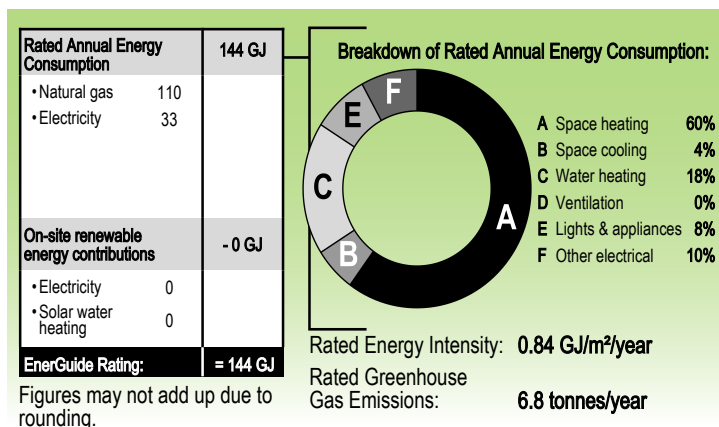 Rated Annual Energy
Consumption
144 GJ
• Natural gas 110
• Electricity 33
On-site renewable
energy contributions
- 0 GJ
• Electricity 0
• Solar water
heating 0
EnerGuide Rating: = 144 GJ
Figures may not add up due to
rounding.
Breakdown of Rated Annual Energy Consumption:
F
E
C
B
A
A Space heating 60%
B Space cooling 4%
C Water heating 18%
D Ventilation 0%
E Lights & appliances 8%
F Other electrical 10%
Rated Energy Intensity: 0.84 GJ/m²/year
Rated Greenhouse
Gas Emissions: 6.8 tonnes/year